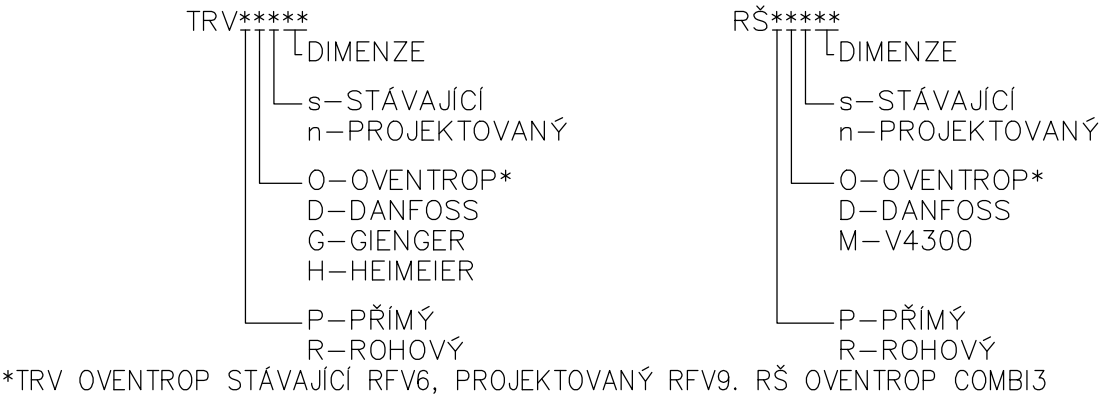 TRV*****
DIMENZE
s-STÁVAJÍCÍ
n-PROJEKTOVANÝ
O-OVENTROP*
D-DANFOSS
G-GIENGER
H-HEIMEIER
P-PŘÍMÝ
R-ROHOVÝ
RŠ*****
DIMENZE
s-STÁVAJÍCÍ
n-PROJEKTOVANÝ
O-OVENTROP*
D-DANFOSS
M-V4300
P-PŘÍMÝ
R-ROHOVÝ
*TRV OVENTROP STÁVAJÍCÍ RFV6, PROJEKTOVANÝ RFV9. RŠ OVENTROP COMBI3